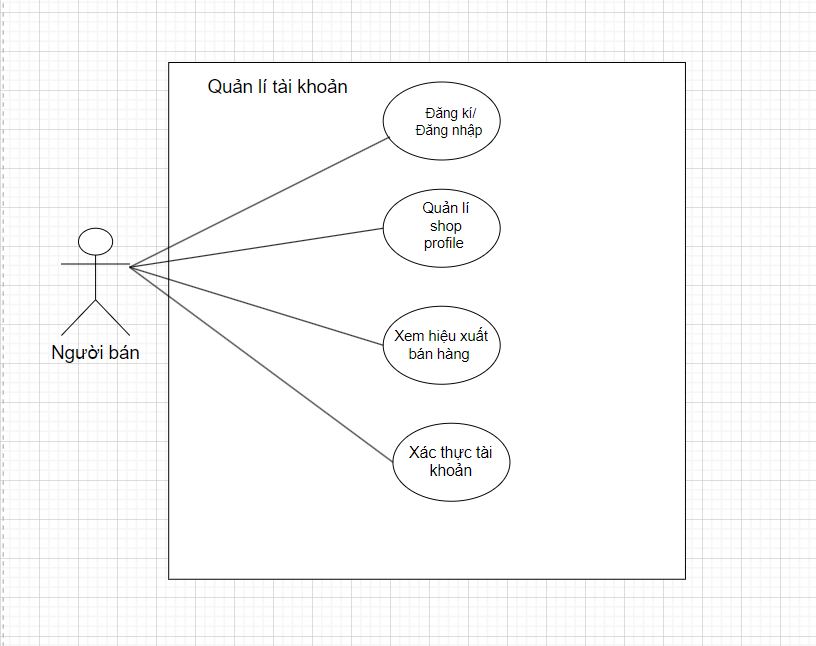 Quản lí tài khoản
Đăng kí/
Đăng nhập
Quản lí
shop
profile
Xem hiệu xuất
bán hàng
Xác thực tài
khoản
Người bán